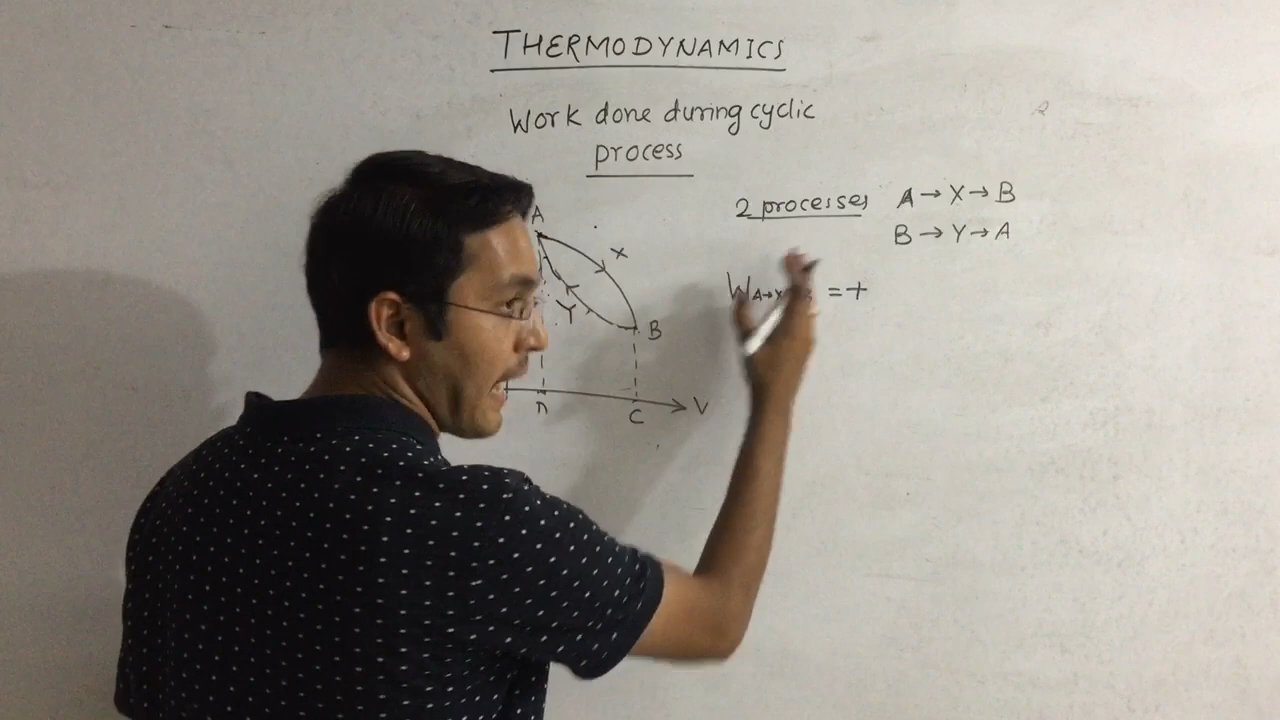 THERMODYNAMICS
Work done during cyclic
process
2 processes A → X → B
B → Y → A
W A→X = +
A
X
Y
B
D
C
V